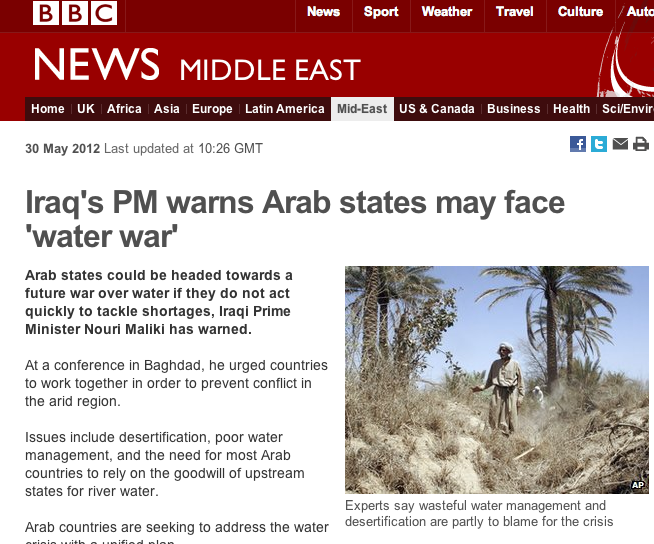 BBC
News Sport Weather Travel Culture Auto
NEWS MIDDLE EAST
Home UK Africa Asia Europe Latin America Mid-East US & Canada Business Health Sci/Envir
30 May 2012 Last updated at 10:26 GMT
Iraq's PM warns Arab states may face
'water war'
Arab states could be headed towards a
future war over water if they do not act
quickly to tackle shortages, Iraqi Prime
Minister Nouri Maliki has warned.
At a conference in Baghdad, he urged countries
to work together in order to prevent conflict in
the arid region.
Issues include desertification, poor water
management, and the need for most Arab
countries to rely on the goodwill of upstream
states for river water.
Arab countries are seeking to address the water
crisis with a unified plan
AP
Experts say wasteful water management and
desertification are partly to blame for the crisis